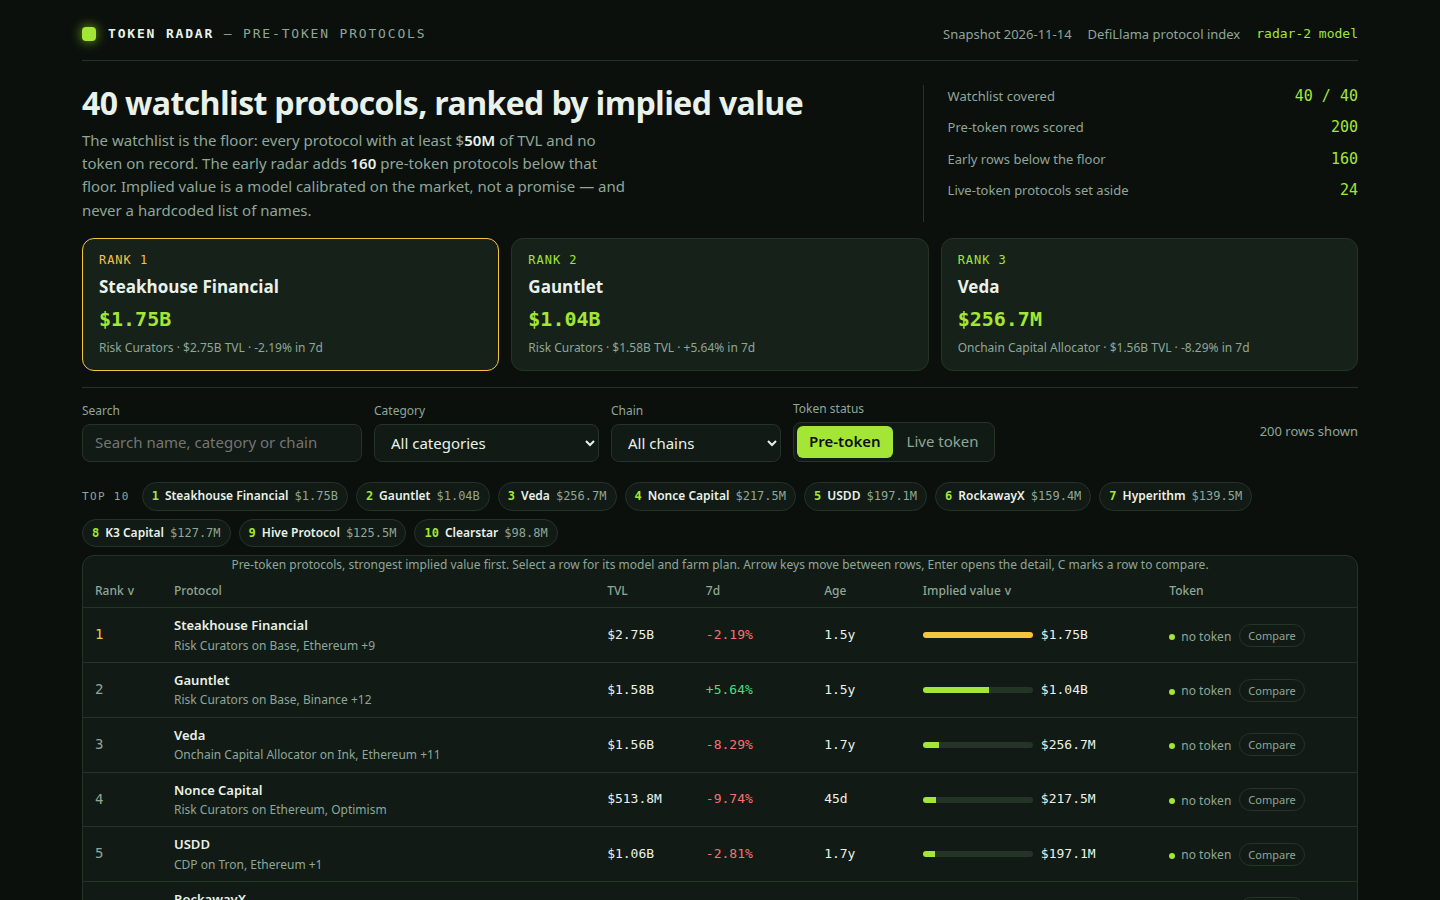 TOKEN RADAR — PRE-TOKEN PROTOCOLS
Snapshot 2026-11-14 DefiLlama protocol index radar-2 model
40 watchlist protocols, ranked by implied value
The watchlist is the floor: every protocol with at least $50M of TVL and no
token on record. The early radar adds 160 pre-token protocols below that
floor. Implied value is a model calibrated on the market, not a promise — and
never a hardcoded list of names.
Watchlist covered 40 / 40
Pre-token rows scored 200
Early rows below the floor 160
Live-token protocols set aside 24
RANK 1
Steakhouse Financial
$1.75B
Risk Curators · $2.75B TVL · -2.19% in 7d
RANK 2
Gauntlet
$1.04B
Risk Curators · $1.58B TVL · +5.64% in 7d
RANK 3
Veda
$256.7M
Onchain Capital Allocator · $1.56B TVL · -8.29% in 7d
Search
Search name, category or chain
Category
All categories
Chain
All chains
Token status
Pre-token Live token
200 rows shown
TOP 10 1 Steakhouse Financial $1.75B 2 Gauntlet $1.04B 3 Veda $256.7M 4 Nonce Capital $217.5M 5 USDD $197.1M 6 RockawayX $159.4M 7 Hyperithm $139.5M
8 K3 Capital $127.7M 9 Hive Protocol $125.5M 10 Clearstar $98.8M
Pre-token protocols, strongest implied value first. Select a row for its model and farm plan. Arrow keys move between rows, Enter opens the detail, C marks a row to compare.
Rank v Protocol TVL 7d Age Implied value v Token
1 Steakhouse Financial $2.75B -2.19% 1.5y $1.75B no token Compare
Risk Curators on Base, Ethereum +9
2 Gauntlet $1.58B +5.64% 1.5y $1.04B no token Compare
Risk Curators on Base, Binance +12
3 Veda $1.56B -8.29% 1.7y $256.7M no token Compare
Onchain Capital Allocator on Ink, Ethereum +11
4 Nonce Capital $513.8M -9.74% 45d $217.5M no token Compare
Risk Curators on Ethereum, Optimism
5 USDD $1.06B -2.81% 1.7y $197.1M no token Compare
CDP on Tron, Ethereum +1
RockawayX